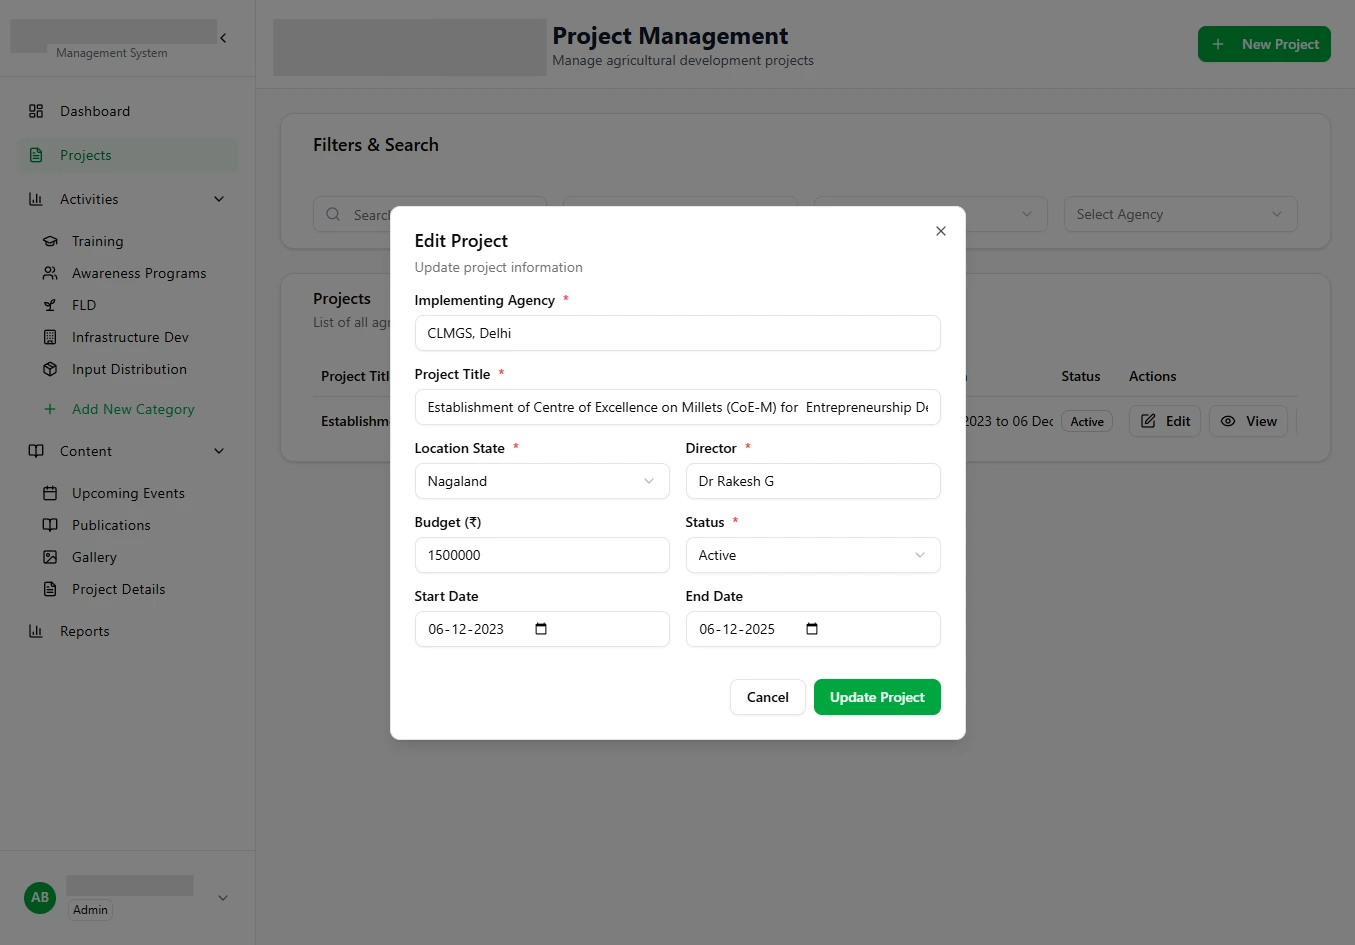 Management System
Dashboard
Projects
Activities
Training
Awareness Programs
FLD
Infrastructure Dev
Input Distribution
Add New Category
Content
Upcoming Events
Publications
Gallery
Project Details
Reports
AB
Admin
Project Management
Manage agricultural development projects
New Project
Filters & Search
Select Agency
Projects
List of all
Status
Actions
2023 to 06 Dec
Active
Edit
View
Edit Project
Update project information
Implementing Agency *
CLMGS, Delhi
Project Title *
Establishment of Centre of Excellence on Millets (CoE-M) for Entrepreneurship De
Location State *
Director *
Nagaland
Dr Rakesh G
Budget (₹)
Status *
1500000
Active
Start Date
End Date
06-12-2023
06-12-2025
Cancel
Update Project